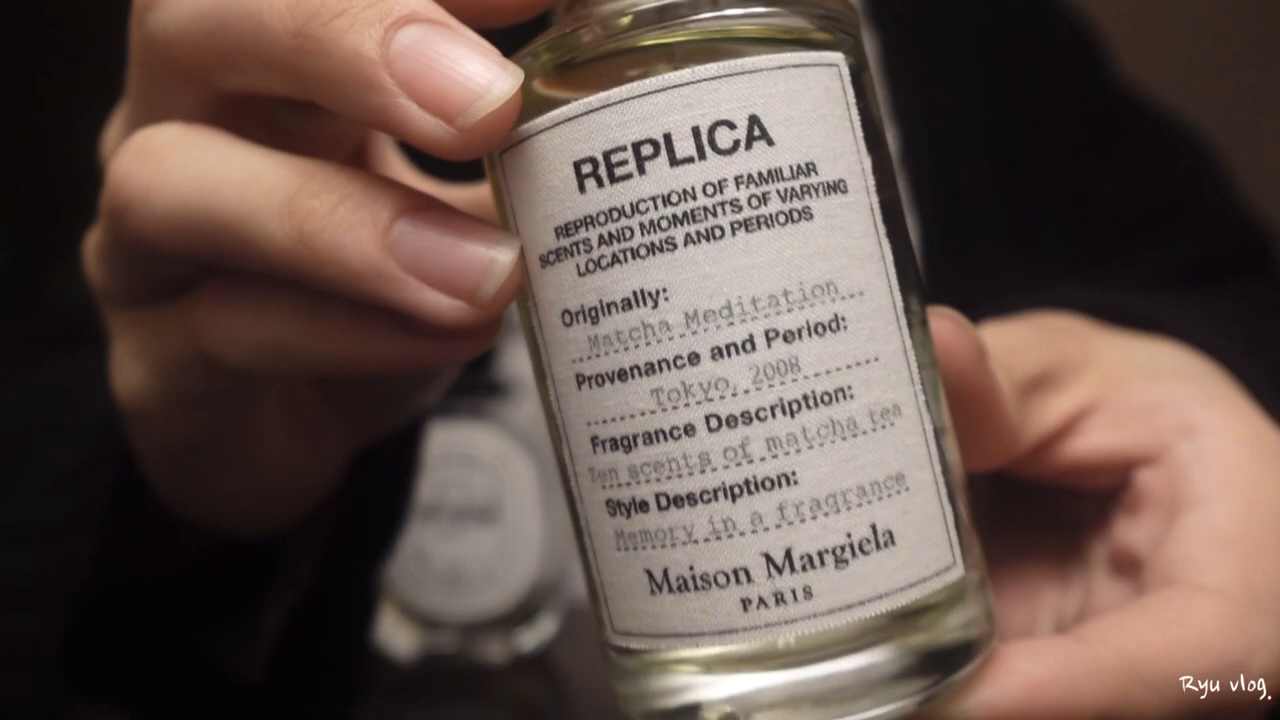 REPLICA
REPRODUCTION OF FAMILIAR
SCENTS AND MOMENTS OF VARYING
LOCATIONS AND PERIODS
Originally:
Matcha Meditation
Provenance and Period:
Tokyo, 2008
Fragrance Description:
Zen scents of matcha tea
Style Description:
Memory in a fragrance
Maison Margiela
PARIS
Ryu vlog.